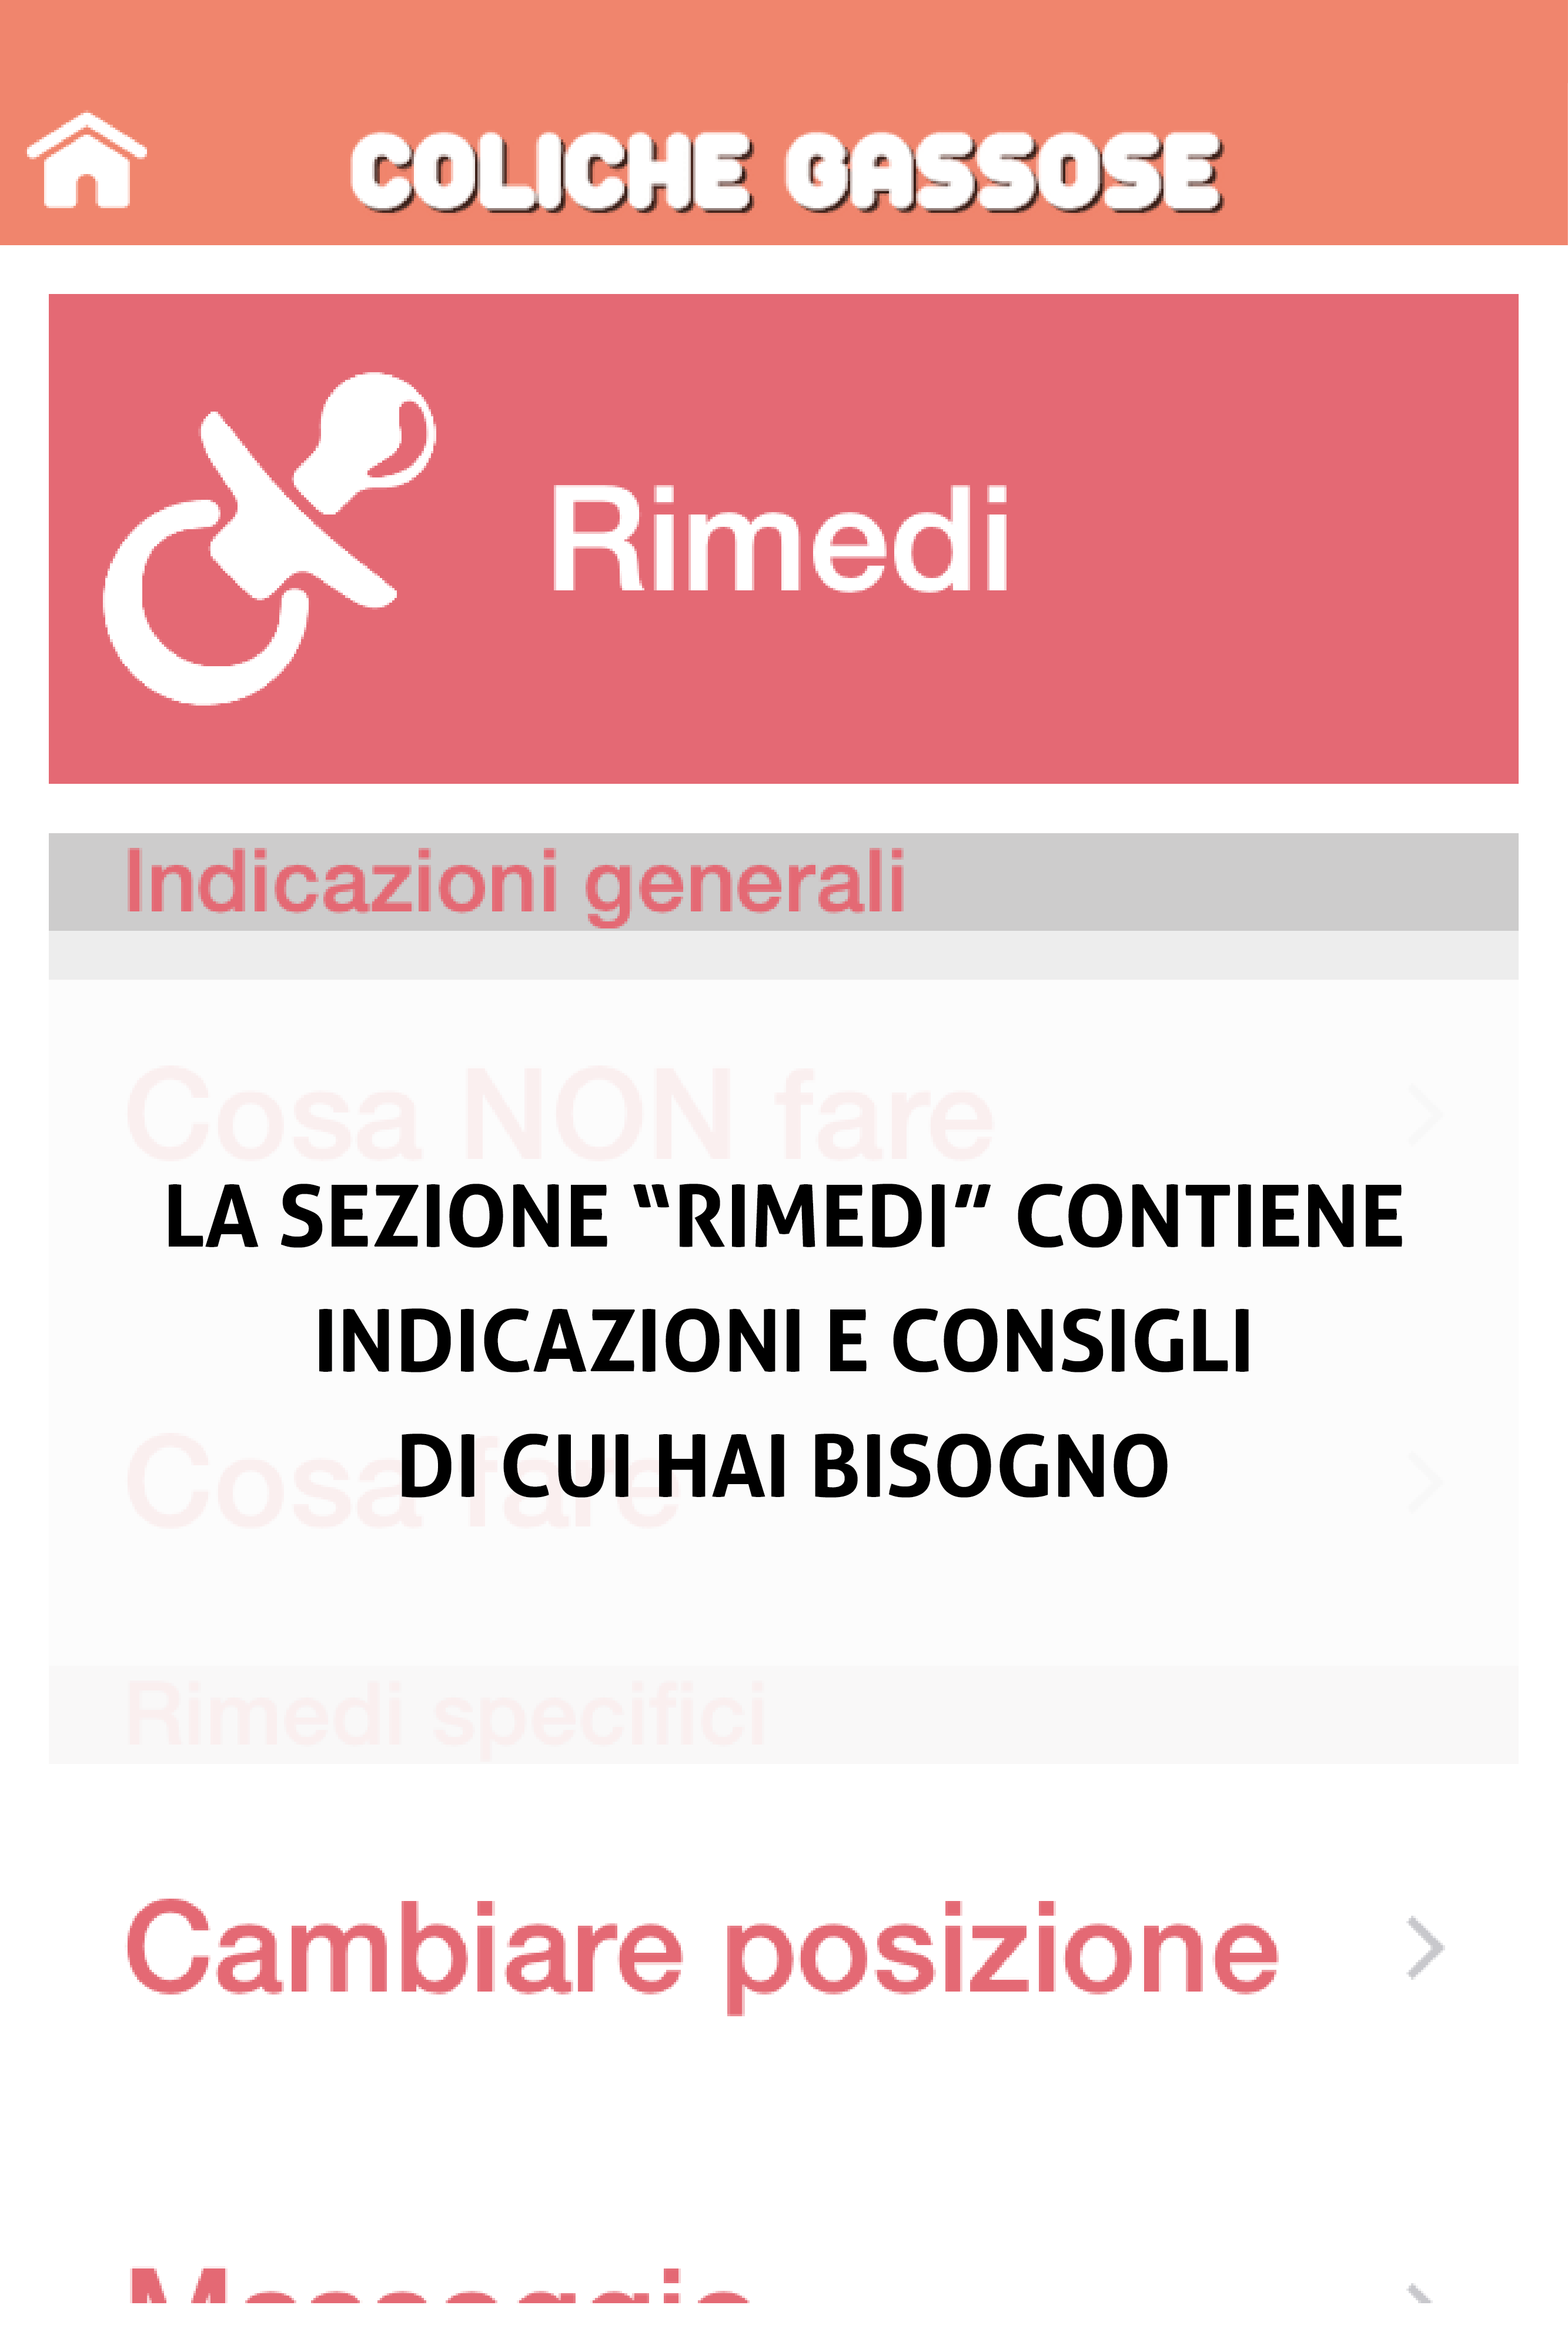 COLICHE GASSOSE
Rimedi
Indicazioni generali
Cosa NON fare
LA SEZIONE “RIMEDI“ CONTIENE
INDICAZIONI E CONSIGLI
DI CUI HAI BISOGNO
Cosa fare
Rimedi specifici
Cambiare posizione
Massaggio